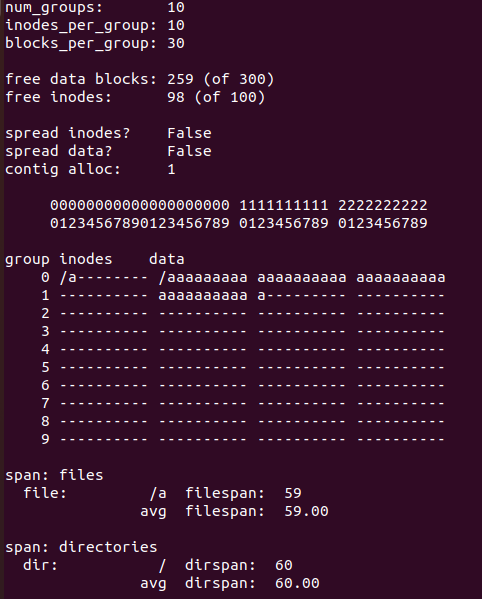 num_groups:       10
inodes_per_group: 10
blocks_per_group: 30

free data blocks: 259 (of 300)
free inodes:      98 (of 100)

spread inodes?    False
spread data?      False
contig alloc:     1

     00000000000000000000 1111111111 2222222222
     01234567890123456789 0123456789 0123456789

group inodes    data
    0 /a-------- /aaaaaaaaa aaaaaaaaaa aaaaaaaaaa
    1 ---------- aaaaaaaaaa a--------- ----------
    2 ---------- ---------- ---------- ----------
    3 ---------- ---------- ---------- ----------
    4 ---------- ---------- ---------- ----------
    5 ---------- ---------- ---------- ----------
    6 ---------- ---------- ---------- ----------
    7 ---------- ---------- ---------- ----------
    8 ---------- ---------- ---------- ----------
    9 ---------- ---------- ---------- ----------

span: files
  file:         /a  filespan:  59
               avg  filespan:  59.00

span: directories
  dir:           /  dirspan:  60
               avg  dirspan:  60.00